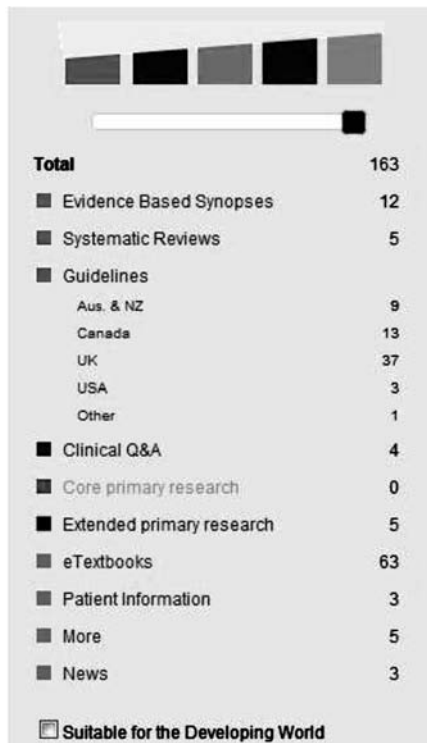 Total 163
Evidence Based Synopses 12
Systematic Reviews 5
Guidelines
Aus. & NZ 9
Canada 13
UK 37
USA 3
Other 1
Clinical Q&A 4
Core primary research 0
Extended primary research 5
eTextbooks 63
Patient Information 3
More 5
News 3
Suitable for the Developing World